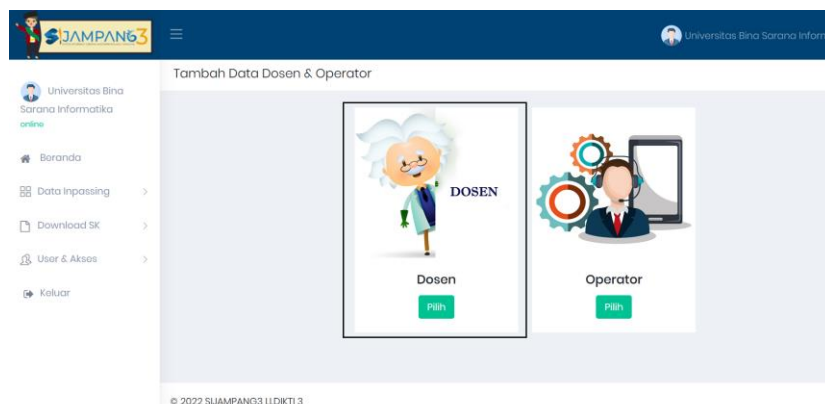 SIJAMPANG3
Universitas Bina Sarana Inform
Universitas Bina
Sarana Informatika
online
Beranda
Data Inpassing
Download SK
User & Akses
Keluar
Tambah Data Dosen & Operator
DOSEN
Dosen
Pilih
Operator
Pilih
© 2022 SIJAMPANG3 LLDIKTI 3